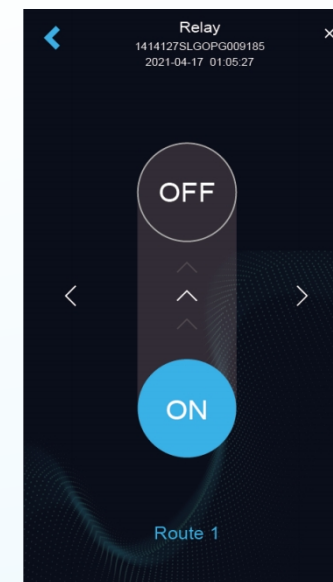 Relay
1414127SLGOPG009185
2021-04-17 01:05:27
OFF
ON
Route 1